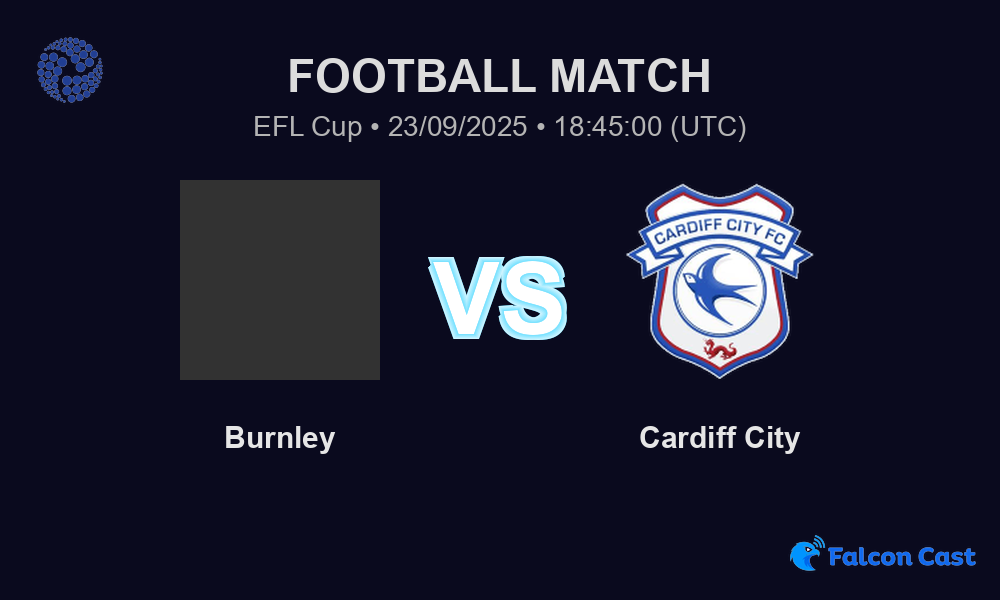 FOOTBALL MATCH
EFL Cup • 23/09/2025 • 18:45:00 (UTC)
CARDIFF CITY FC
VS
Burnley
Cardiff City
Falcon Cast